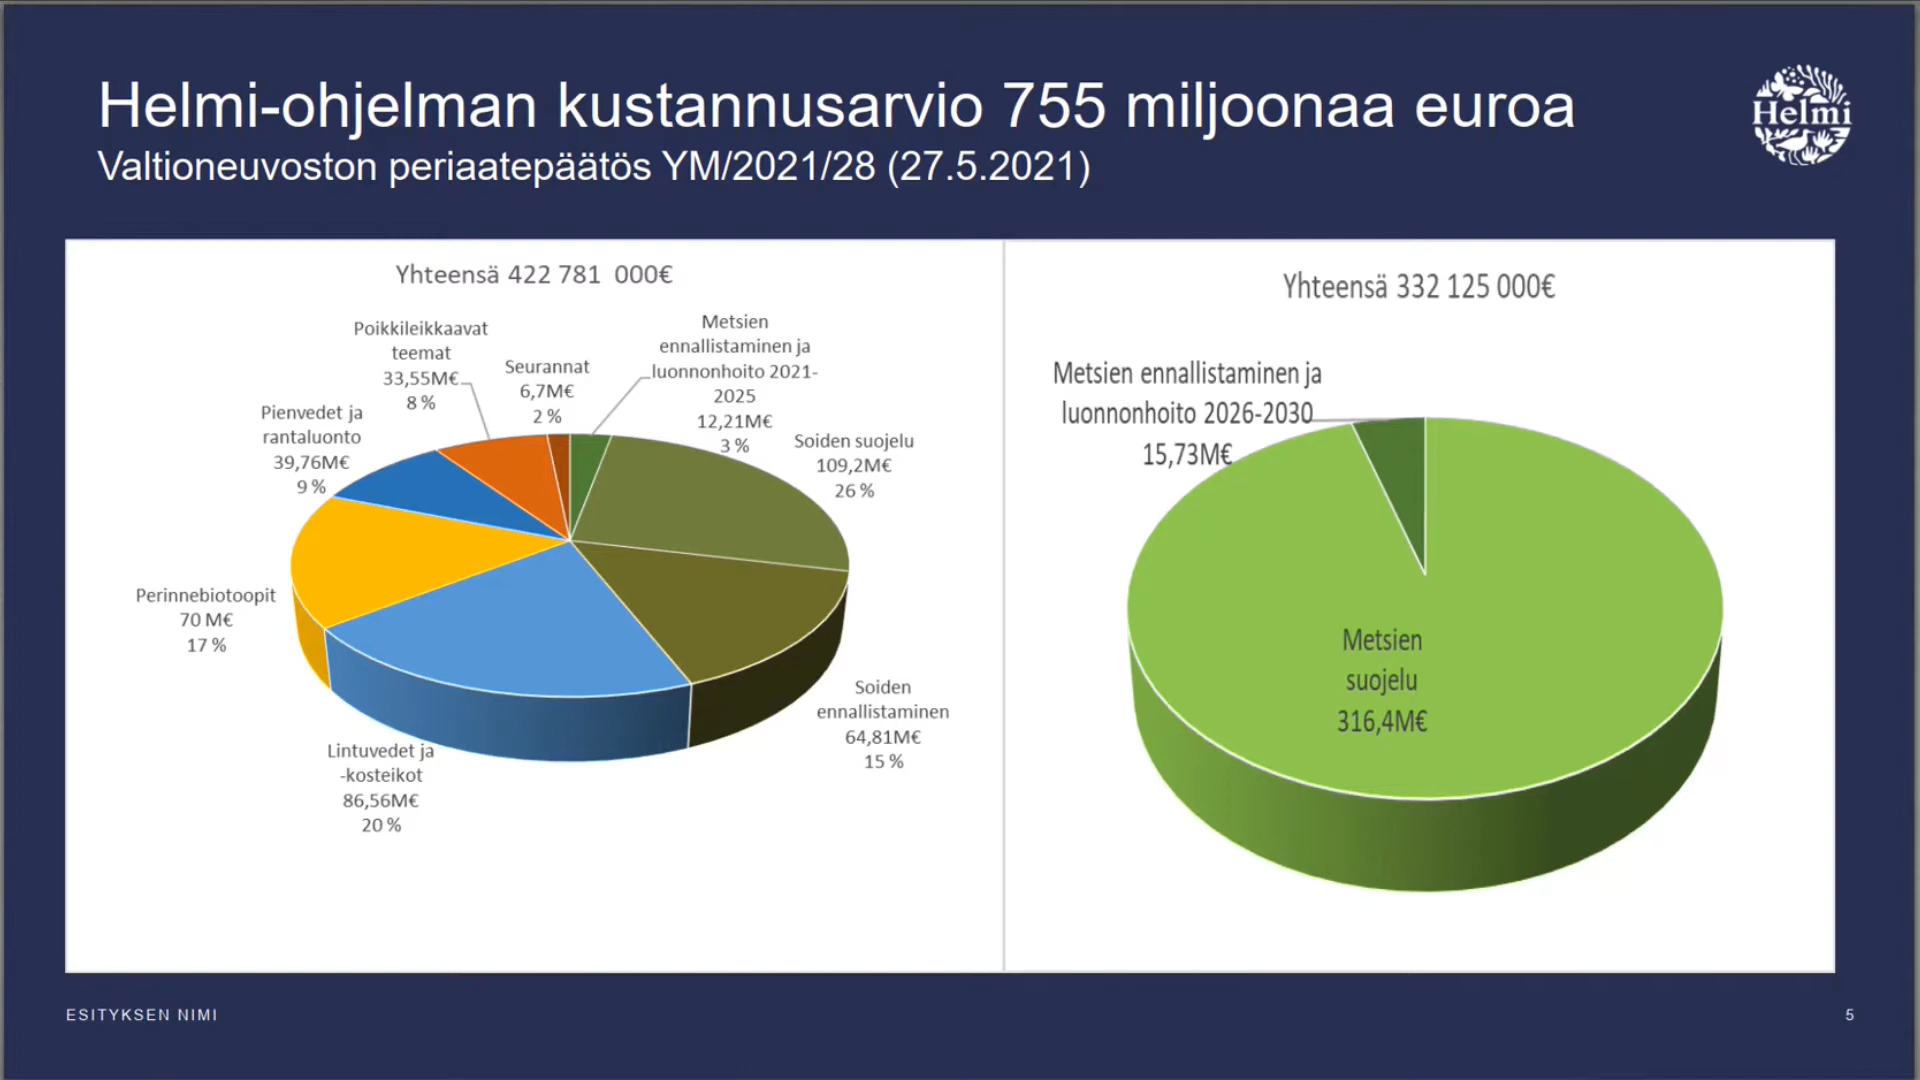 Helmi-ohjelman kustannusarvio 755 miljoonaa euroa
Valtioneuvoston periaatepäätös YM/2021/28 (27.5.2021)
Helmi
Yhteensä 422 781 000€
Poikkileikkaavat
teemat
33,55M€
8 %
Seurannat
6,7M€
2 %
Metsien
ennallistaminen ja
luonnonhoito 2021-
2025
12,21M€
3 %
Pienvedet ja
rantaluonto
39,76M€
9 %
Soiden suojelu
109,2M€
26 %
Perinnebiotoopit
70 M€
17 %
Soiden
ennallistaminen
64,81M€
15 %
Lintuvedet ja
-kosteikot
86,56M€
20 %
Yhteensä 332 125 000€
Metsien ennallistaminen ja
luonnonhoito 2026-2030
15,73M€
Metsien
suojelu
316,4M€
ESITYKSEN NIMI
5